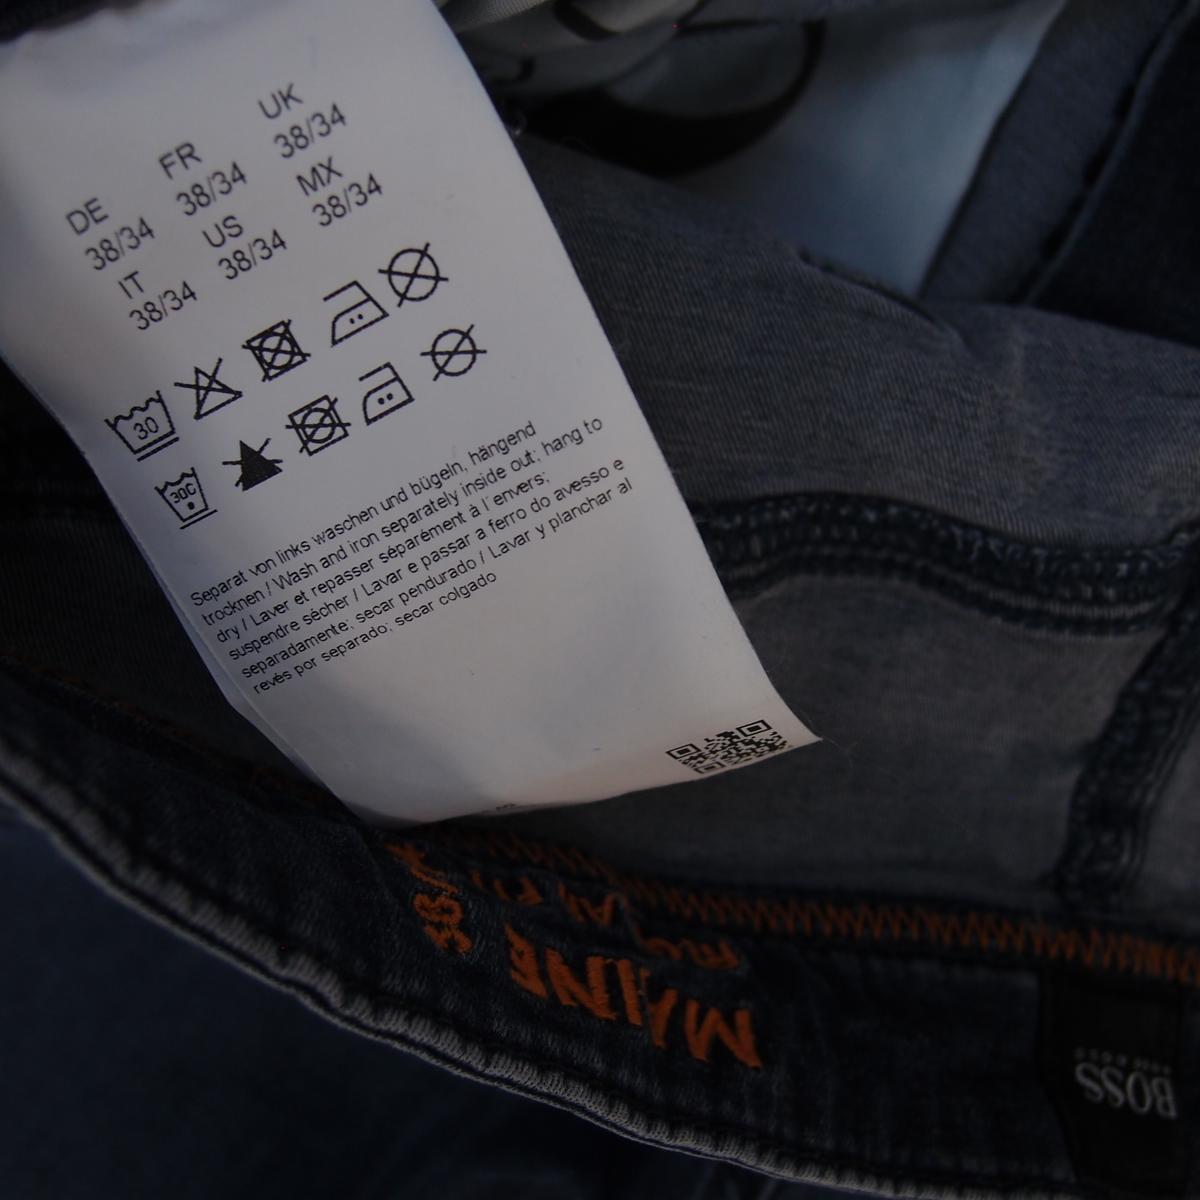 DE FR UK
38/34 38/34 38/34
IT US MX
38/34 38/34 38/34
30
30C
Separat von links waschen und bügeln, hängend
trocknen / Wash and iron separately inside out; hang to
dry / Laver et repasser séparément à l´envers;
suspendre sécher / Lavar e passar a ferro do avesso e
separadamente; secar pendurado / Lavar y planchar al
revés por separado; secar colgado
MAINE
BOSS
HUGO BOSS